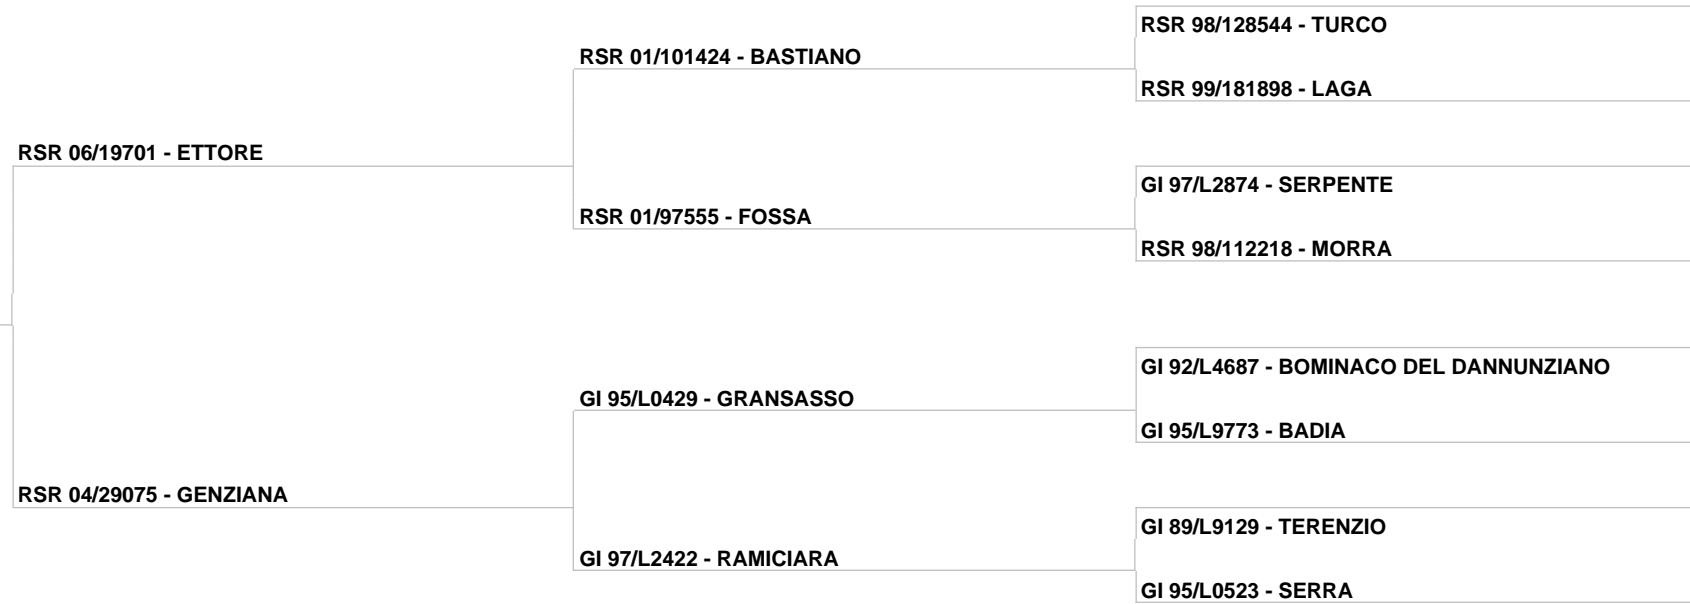 RSR 98/128544 - TURCO
RSR 01/101424 - BASTIANO
RSR 99/181898 - LAGA
RSR 06/19701 - ETTORE
GI 97/L2874 - SERPENTE
RSR 01/97555 - FOSSA
RSR 98/112218 - MORRA
GI 92/L4687 - BOMINACO DEL DANNUNZIANO
GI 95/L0429 - GRANSASSO
GI 95/L9773 - BADIA
RSR 04/29075 - GENZIANA
GI 89/L9129 - TERENZIO
GI 97/L2422 - RAMICIARA
GI 95/L0523 - SERRA